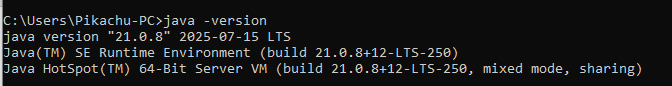 C:\Users\Pikachu-PC>java -version
java version "21.0.8" 2025-07-15 LTS
Java(TM) SE Runtime Environment (build 21.0.8+12-LTS-250)
Java HotSpot(TM) 64-Bit Server VM (build 21.0.8+12-LTS-250, mixed mode, sharing)